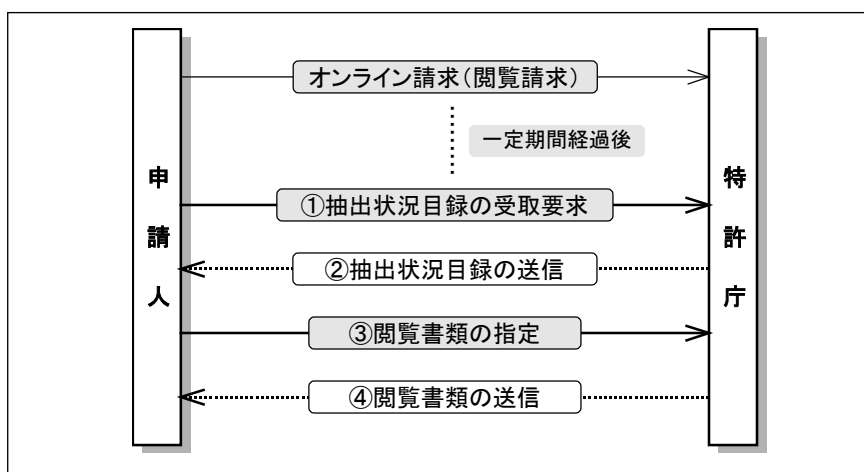 オンライン請求（閲覧請求）
一定期間経過後
申請人
特許庁
①抽出状況目録の受取要求
②抽出状況目録の送信
③閲覧書類の指定
④閲覧書類の送信